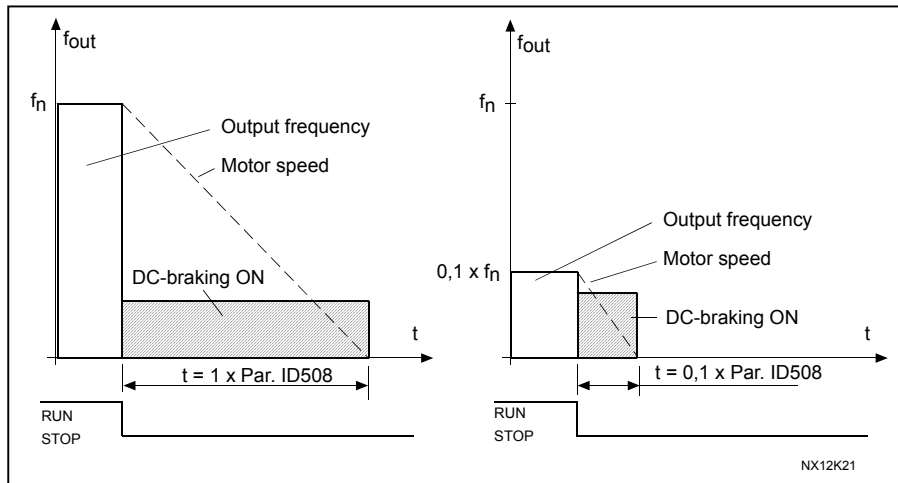 fout
fn
Output frequency
Motor speed
DC-braking ON
t
t = 1 x Par. ID508
RUN
STOP
fout
fn
Output frequency
Motor speed
0,1 x fn
DC-braking ON
t
t = 0,1 x Par. ID508
RUN
STOP
NX12K21